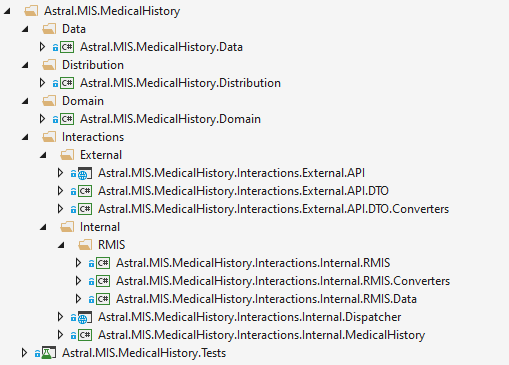 Astral.MIS.MedicalHistory
Data
C# Astral.MIS.MedicalHistory.Data
Distribution
C# Astral.MIS.MedicalHistory.Distribution
Domain
C# Astral.MIS.MedicalHistory.Domain
Interactions
External
Astral.MIS.MedicalHistory.Interactions.External.API
C# Astral.MIS.MedicalHistory.Interactions.External.API.DTO
C# Astral.MIS.MedicalHistory.Interactions.External.API.DTO.Converters
Internal
RMIS
C# Astral.MIS.MedicalHistory.Interactions.Internal.RMIS
C# Astral.MIS.MedicalHistory.Interactions.Internal.RMIS.Converters
C# Astral.MIS.MedicalHistory.Interactions.Internal.RMIS.Data
Astral.MIS.MedicalHistory.Interactions.Internal.Dispatcher
C# Astral.MIS.MedicalHistory.Interactions.Internal.MedicalHistory
Astral.MIS.MedicalHistory.Tests